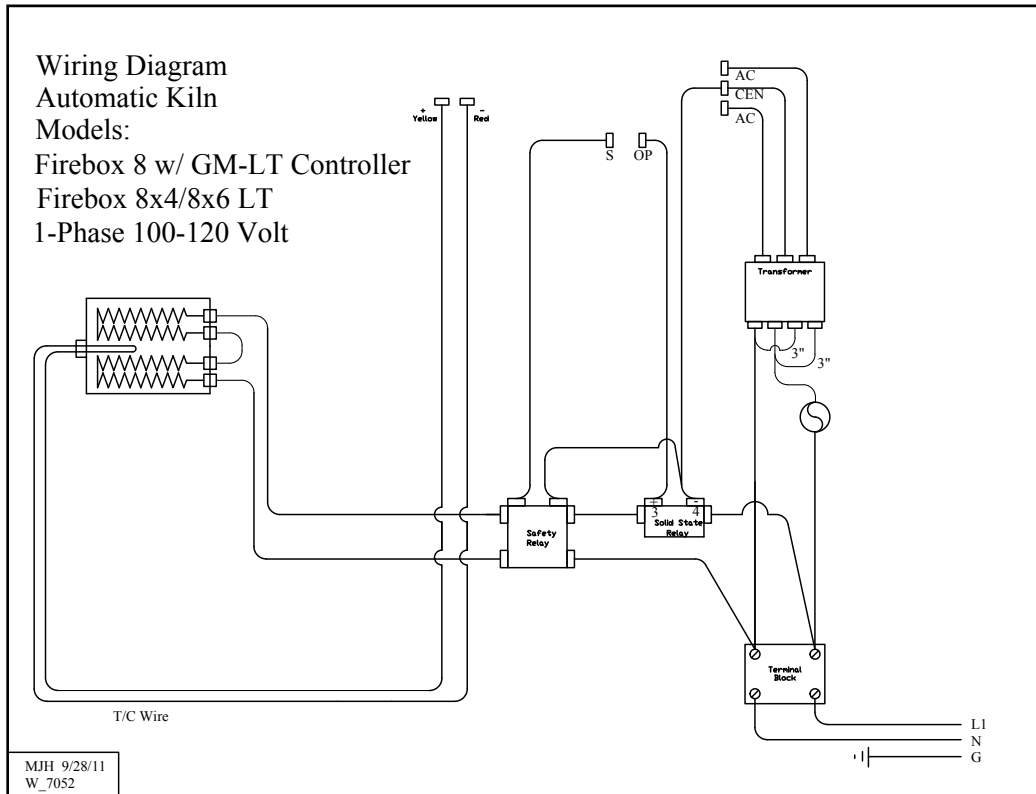 Wiring Diagram
Automatic Kiln
Models:
Firebox 8 w/ GM-LT Controller
Firebox 8x4/8x6 LT
1-Phase 100-120 Volt
AC
CEN
AC
+
Yellow
-
Red
S
OP
Transformer
3"
3"
+
3
-
4
Solid State
Relay
Safety
Relay
Terminal
Block
T/C Wire
L1
N
G
MJH 9/28/11
W_7052